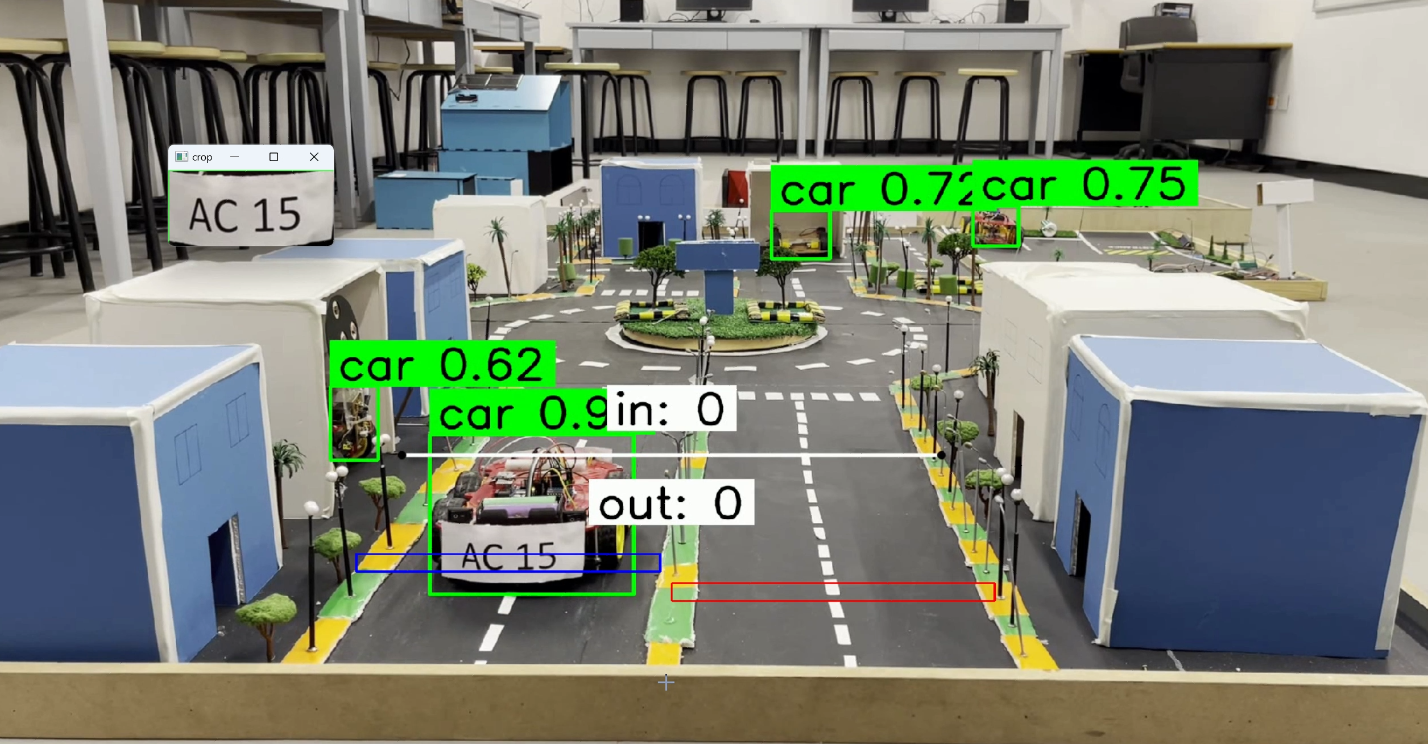 crop
AC 15
car 0.72
car 0.75
car 0.62
car 0.9
in: 0
out: 0
AC 15